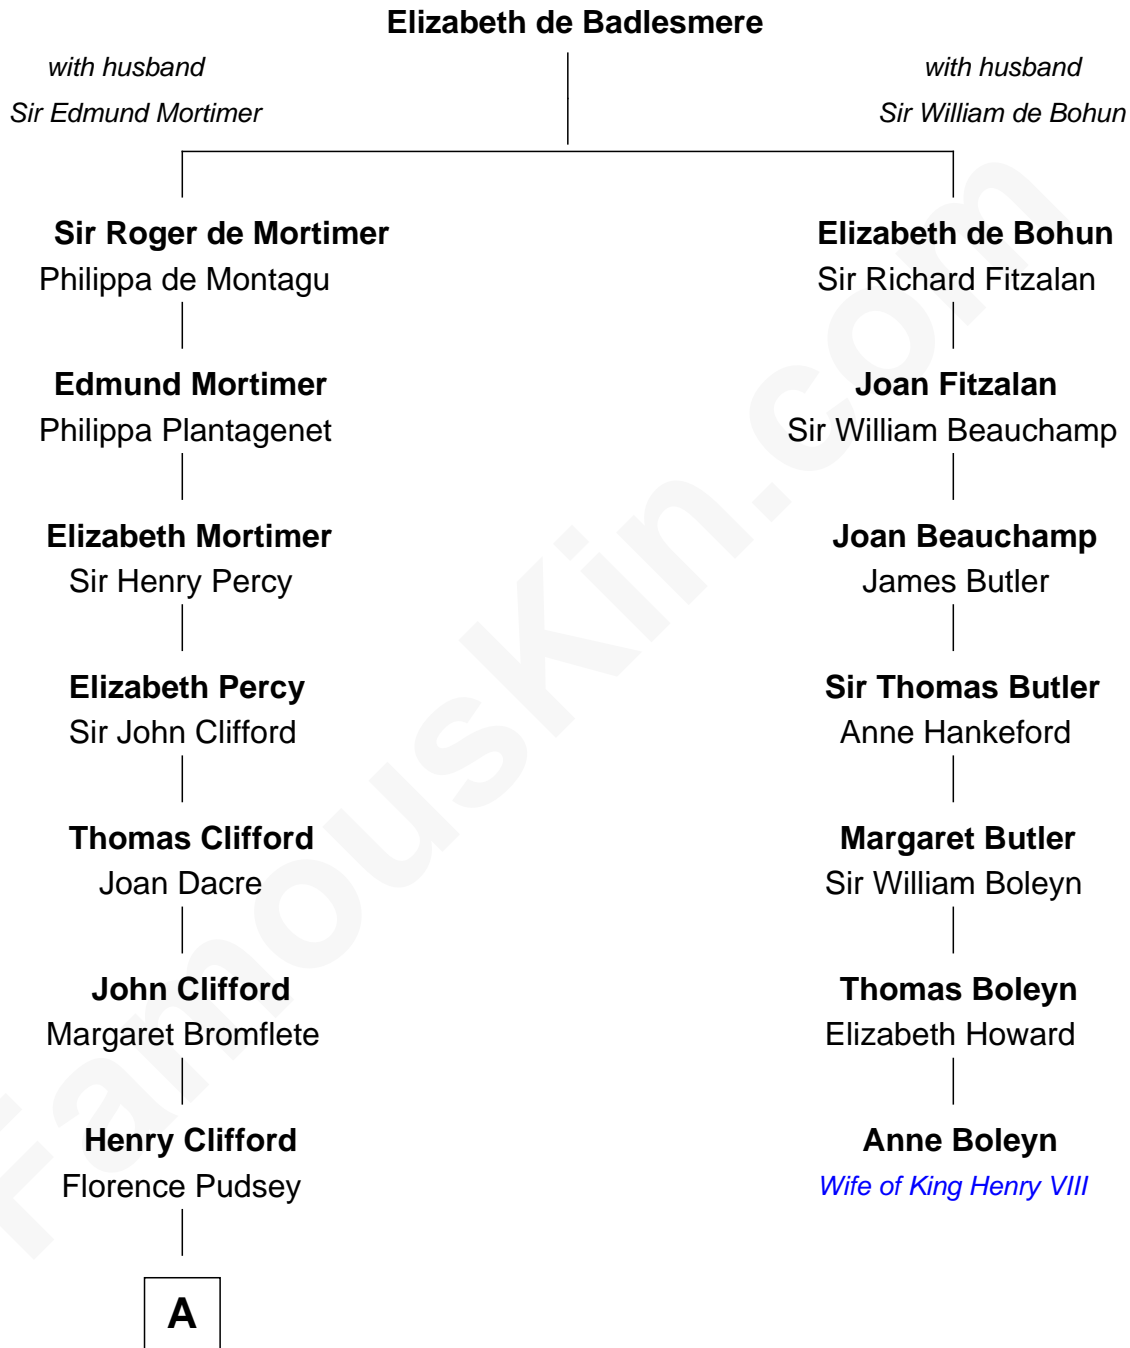 Elizabeth de Badlesmere
with husband
Sir Edmund Mortimer
with husband
Sir William de Bohun
Sir Roger de Mortimer
Philippa de Montagu
Elizabeth de Bohun
Sir Richard Fitzalan
Edmund Mortimer
Philippa Plantagenet
Joan Fitzalan
Sir William Beauchamp
Elizabeth Mortimer
Sir Henry Percy
Joan Beauchamp
James Butler
Elizabeth Percy
Sir John Clifford
Sir Thomas Butler
Anne Hankeford
Thomas Clifford
Joan Dacre
Margaret Butler
Sir William Boleyn
John Clifford
Margaret Bromflete
Thomas Boleyn
Elizabeth Howard
Henry Clifford
Florence Pudsey
Anne Boleyn
Wife of King Henry VIII
A
FamousKin.com